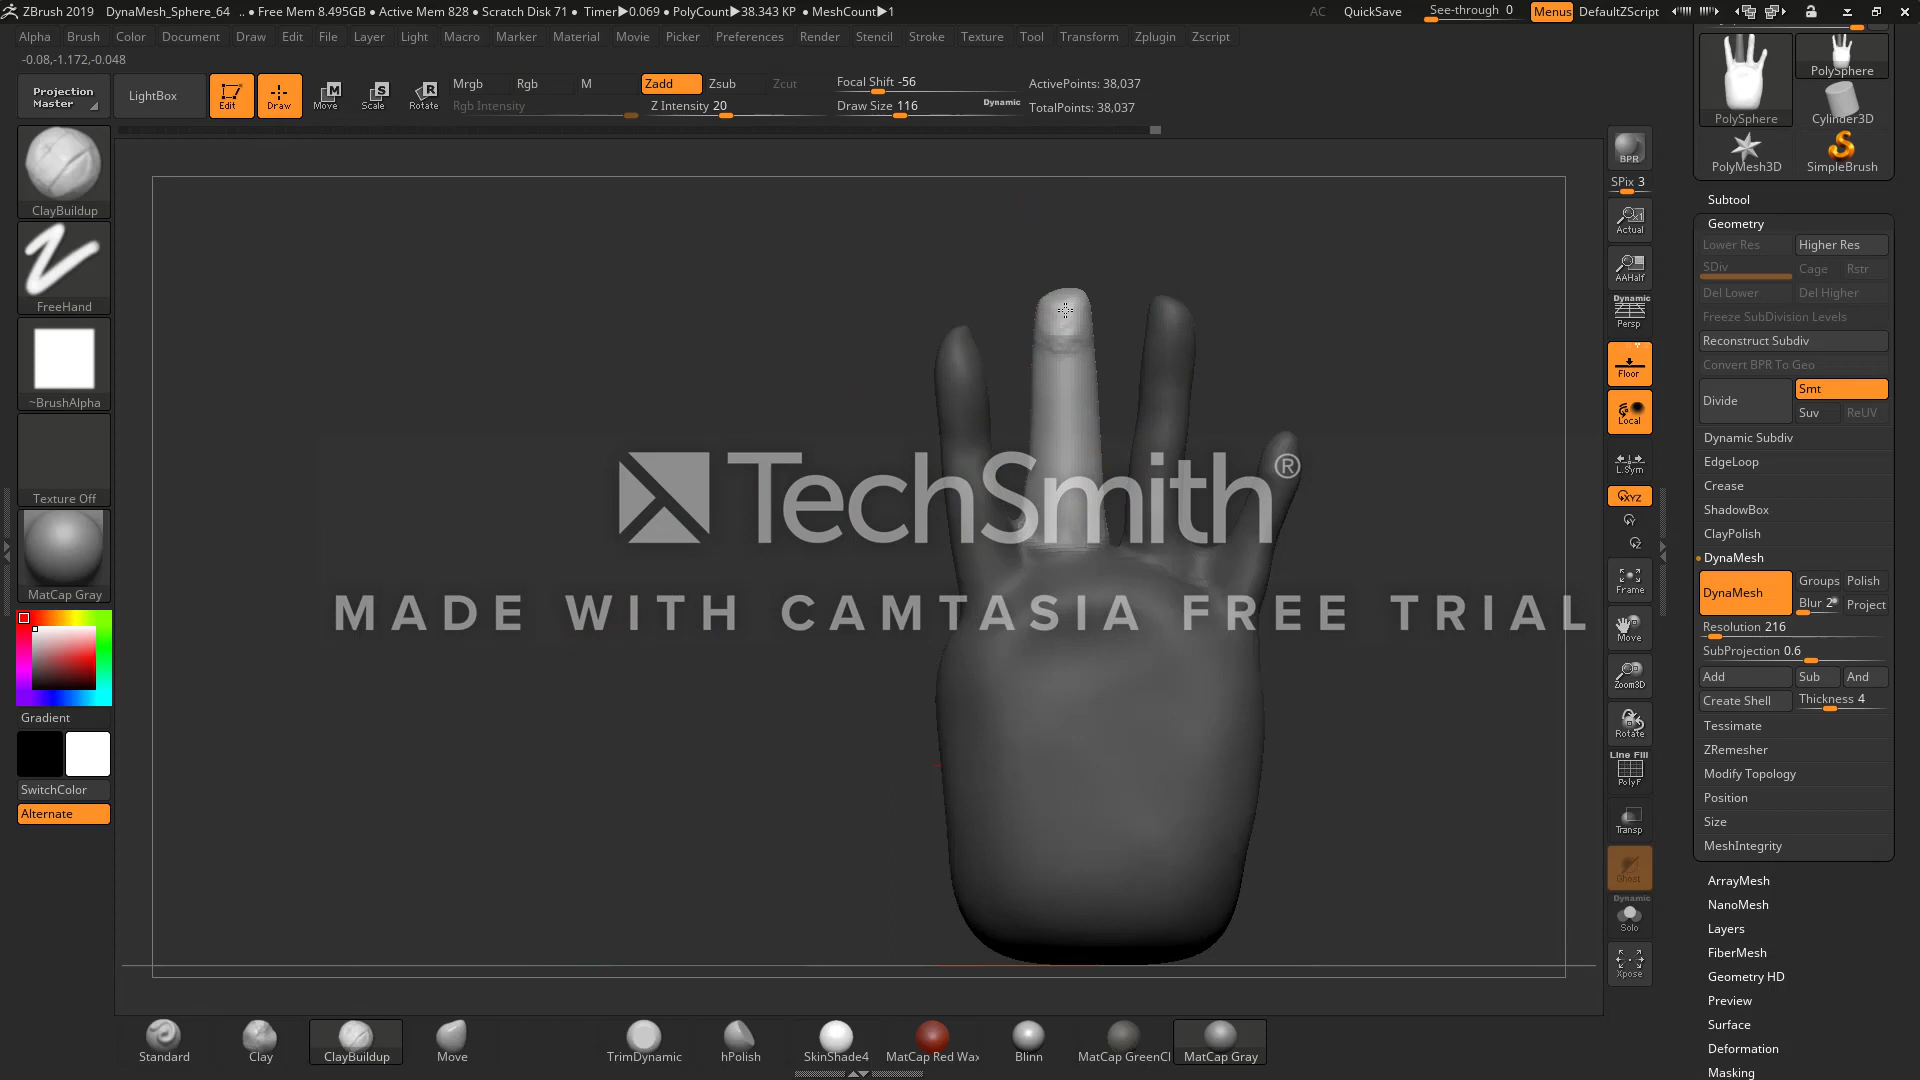 ZBrush 2019 DynaMesh_Sphere_64 .. • Free Mem 8.495GB • Active Mem 828 • Scratch Disk 71 • Timer▶0.069 • PolyCount▶38.343 KP • MeshCount▶1 AC QuickSave See-through 0 Menus DefaultZScript
Alpha Brush Color Document Draw Edit File Layer Light Macro Marker Material Movie Picker Preferences Render Stencil Stroke Texture Tool Transform Zplugin Zscript
-0.08,-1.172,-0.048
Projection Master
LightBox
Edit
Draw
Move
Scale
Rotate
Mrgb Rgb M
Rgb Intensity
Zadd Zsub Zcut
Z Intensity 20
Focal Shift -56
Draw Size 116
Dynamic
ActivePoints: 38,037
TotalPoints: 38,037
ClayBuildup
FreeHand
~BrushAlpha
Texture Off
MatCap Gray
Gradient
SwitchColor
Alternate
TechSmith®
MADE WITH CAMTASIA FREE TRIAL
BPR
SPix 3
Actual
AAHalf
Dynamic
Persp
Floor
Local
L.Sym
XYZ
Y
Z
Frame
Move
Zoom3D
Rotate
Line Fill
PolyF
Transp
Ghost
Dynamic
Solo
Xpose
PolySphere
PolySphere
Cylinder3D
PolyMesh3D
SimpleBrush
Subtool
Geometry
Lower Res Higher Res
SDiv Cage Rstr
Del Lower Del Higher
Freeze SubDivision Levels
Reconstruct Subdiv
Convert BPR To Geo
Divide Smt
Suv ReUV
Dynamic Subdiv
EdgeLoop
Crease
ShadowBox
ClayPolish
DynaMesh
DynaMesh Groups Polish
Blur 2 Project
Resolution 216
SubProjection 0.6
Add Sub And
Create Shell Thickness 4
Tessimate
ZRemesher
Modify Topology
Position
Size
MeshIntegrity
ArrayMesh
NanoMesh
Layers
FiberMesh
Geometry HD
Preview
Surface
Deformation
Masking
Standard Clay ClayBuildup Move TrimDynamic hPolish SkinShade4 MatCap Red Wax Blinn MatCap GreenCl MatCap Gray